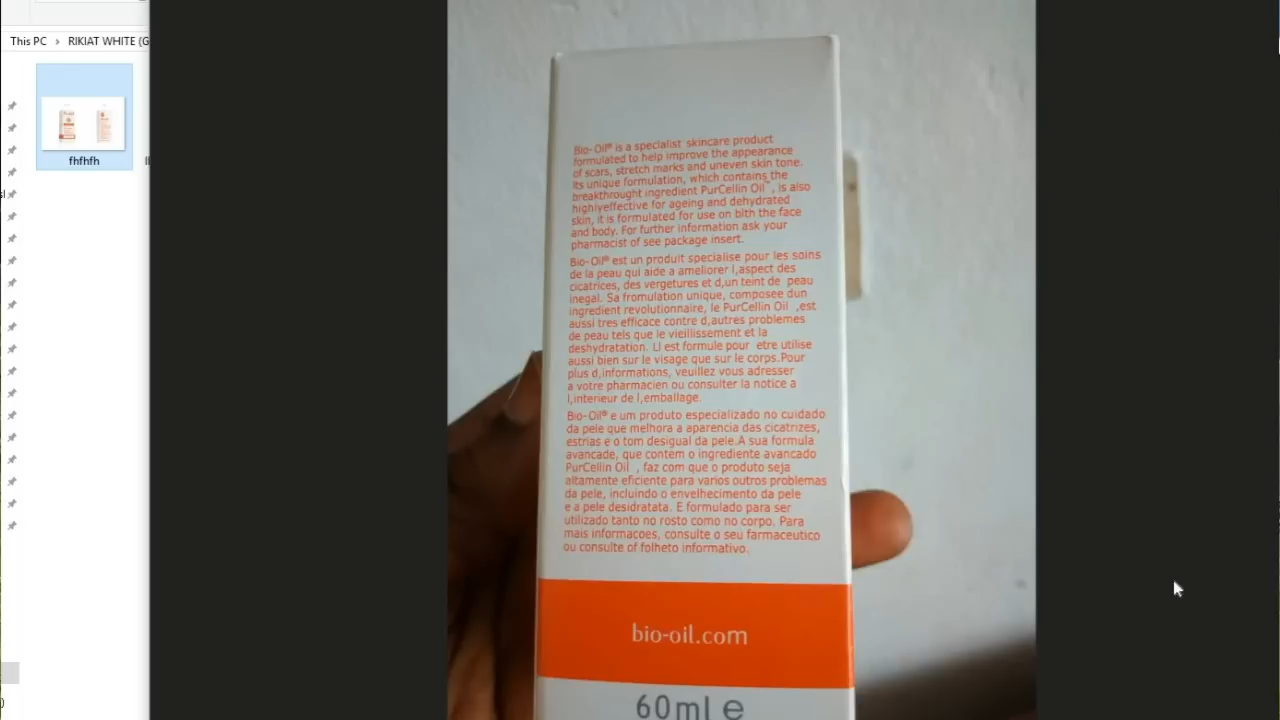 This PC > RIKIAT WHITE (G
fhfhfh
Bio-Oil® is a specialist skincare product
formulated to help improve the appearance
of scars, stretch marks and uneven skin tone.
Its unique formulation, which contains the
breakthrought ingredient PurCellin Oil™, is also
highlyeffective for ageing and dehydrated
skin, it is formulated for use on blth the face
and body. For further information ask your
pharmacist of see package insert.
Bio-Oil® est un produit specialise pour les soins
de la peau qui aide a ameliorer l,aspect des
cicatrices, des vergetures et d,un teint de peau
inegal. Sa fromulation unique, composee dun
ingredient revolutionnaire, le PurCellin Oil ,est
aussi tres efficace contre d,autres problemes
de peau tels que le vieillissement et la
deshydratation. Ll est formule pour etre utilise
aussi bien sur le visage que sur le corps.Pour
plus d,informations, veuillez vous adresser
a votre pharmacien ou consulter la notice a
l,interieur de l,emballage.
Bio-Oil® e um produto especializado no cuidado
da pele que melhora a aparencia das cicatrizes,
estrias e o tom desigual da pele.A sua formula
avancade, que contem o ingrediente avancado
PurCellin Oil , faz com que o produto seja
altamente eficiente para varios outros problemas
da pele, incluindo o envelhecimento da pele
e a pele desidratata. E formulado para ser
utilizado tanto no rosto como no corpo. Para
mais informacoes, consulte o seu farmaceutico
ou consulte of folheto informativo.
bio-oil.com
60ml e